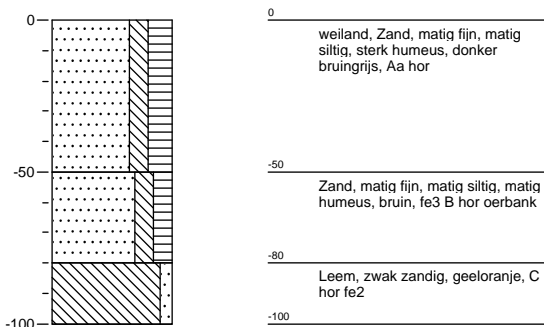 0
-50
-100
0
weiland, Zand, matig fijn, matig
siltig, sterk humeus, donker
bruingrijs, Aa hor
-50
Zand, matig fijn, matig siltig, matig
humeus, bruin, fe3 B hor oerbank
-80
Leem, zwak zandig, geeloranje, C
hor fe2
-100